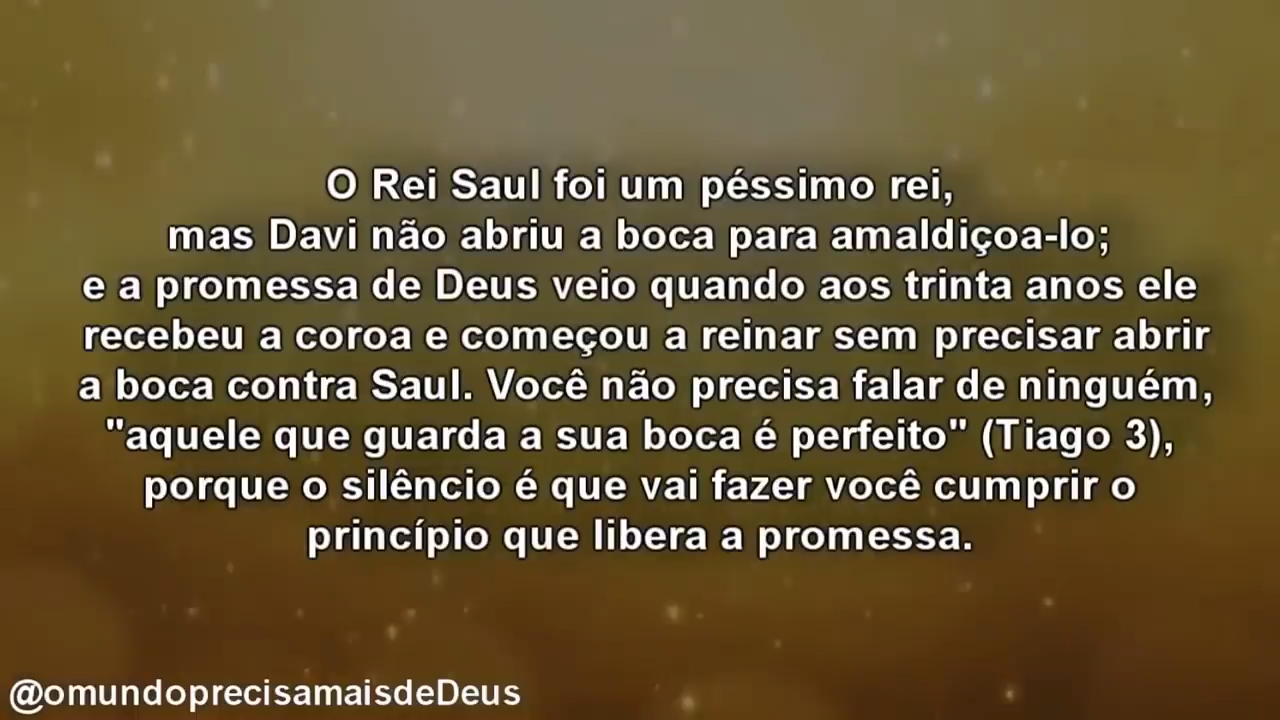 O Rei Saul foi um péssimo rei,
mas Davi não abriu a boca para amaldiçoa-lo;
e a promessa de Deus veio quando aos trinta anos ele
recebeu a coroa e começou a reinar sem precisar abrir
a boca contra Saul. Você não precisa falar de ninguém,
"aquele que guarda a sua boca é perfeito" (Tiago 3),
porque o silêncio é que vai fazer você cumprir o
princípio que libera a promessa.
@omundoprecisamaisdeDeus